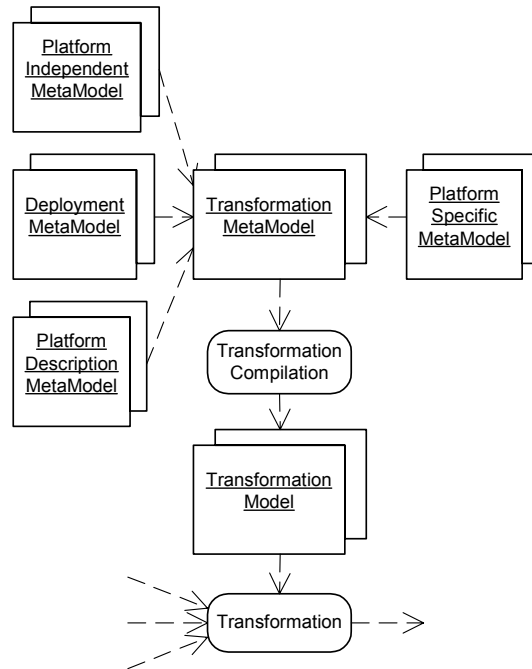 Platform
Independent
MetaModel
Deployment
MetaModel
Transformation
MetaModel
Platform
Specific
MetaModel
Platform
Description
MetaModel
Transformation
Compilation
Transformation
Model
Transformation